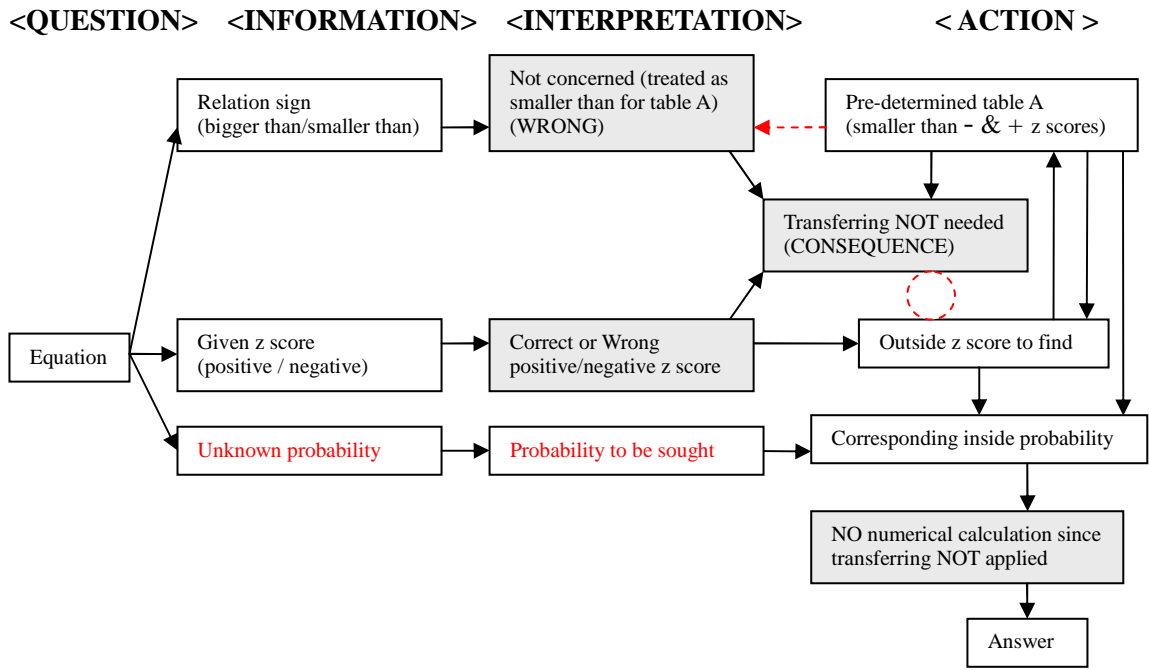 <QUESTION> <INFORMATION> <INTERPRETATION> < ACTION >
Relation sign
(bigger than/smaller than)
Not concerned (treated as
smaller than for table A)
(WRONG)
Pre-determined table A
(smaller than - & + z scores)
Transferring NOT needed
(CONSEQUENCE)
Equation
Given z score
(positive / negative)
Correct or Wrong
positive/negative z score
Outside z score to find
Unknown probability
Probability to be sought
Corresponding inside probability
NO numerical calculation since
transferring NOT applied
Answer